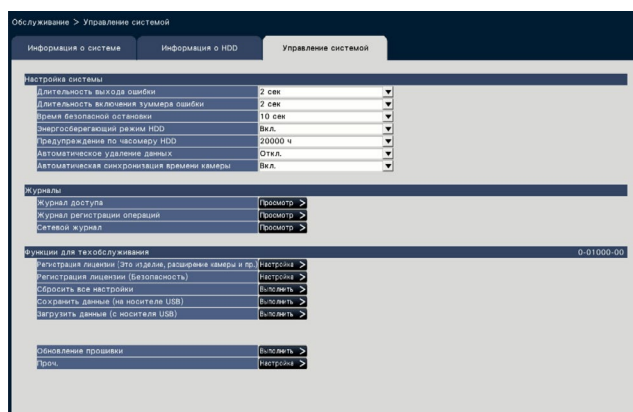 Обслуживание > Управление системой
Информация о системе Информация о HDD Управление системой
Настройка системы
Длительность выхода ошибки 2 сек
Длительность включения зуммера ошибки 2 сек
Время безопасной остановки 10 сек
Энергосберегающий режим HDD Вкл.
Предупреждение по часомеру HDD 20000 ч
Автоматическое удаление данных Откл.
Автоматическая синхронизация времени камеры Вкл.
Журналы
Журнал доступа Просмотр >
Журнал регистрации операций Просмотр >
Сетевой журнал Просмотр >
Функции для техобслуживания 0-01000-00
Регистрация лицензии (Это изделие, расширение камеры и пр.) Настройка >
Регистрация лицензии (Безопасность) Настройка >
Сбросить все настройки Выполнить >
Сохранить данные (на носителе USB) Выполнить >
Загрузить данные (с носителя USB) Выполнить >
Обновление прошивки Выполнить >
Проч. Настройка >